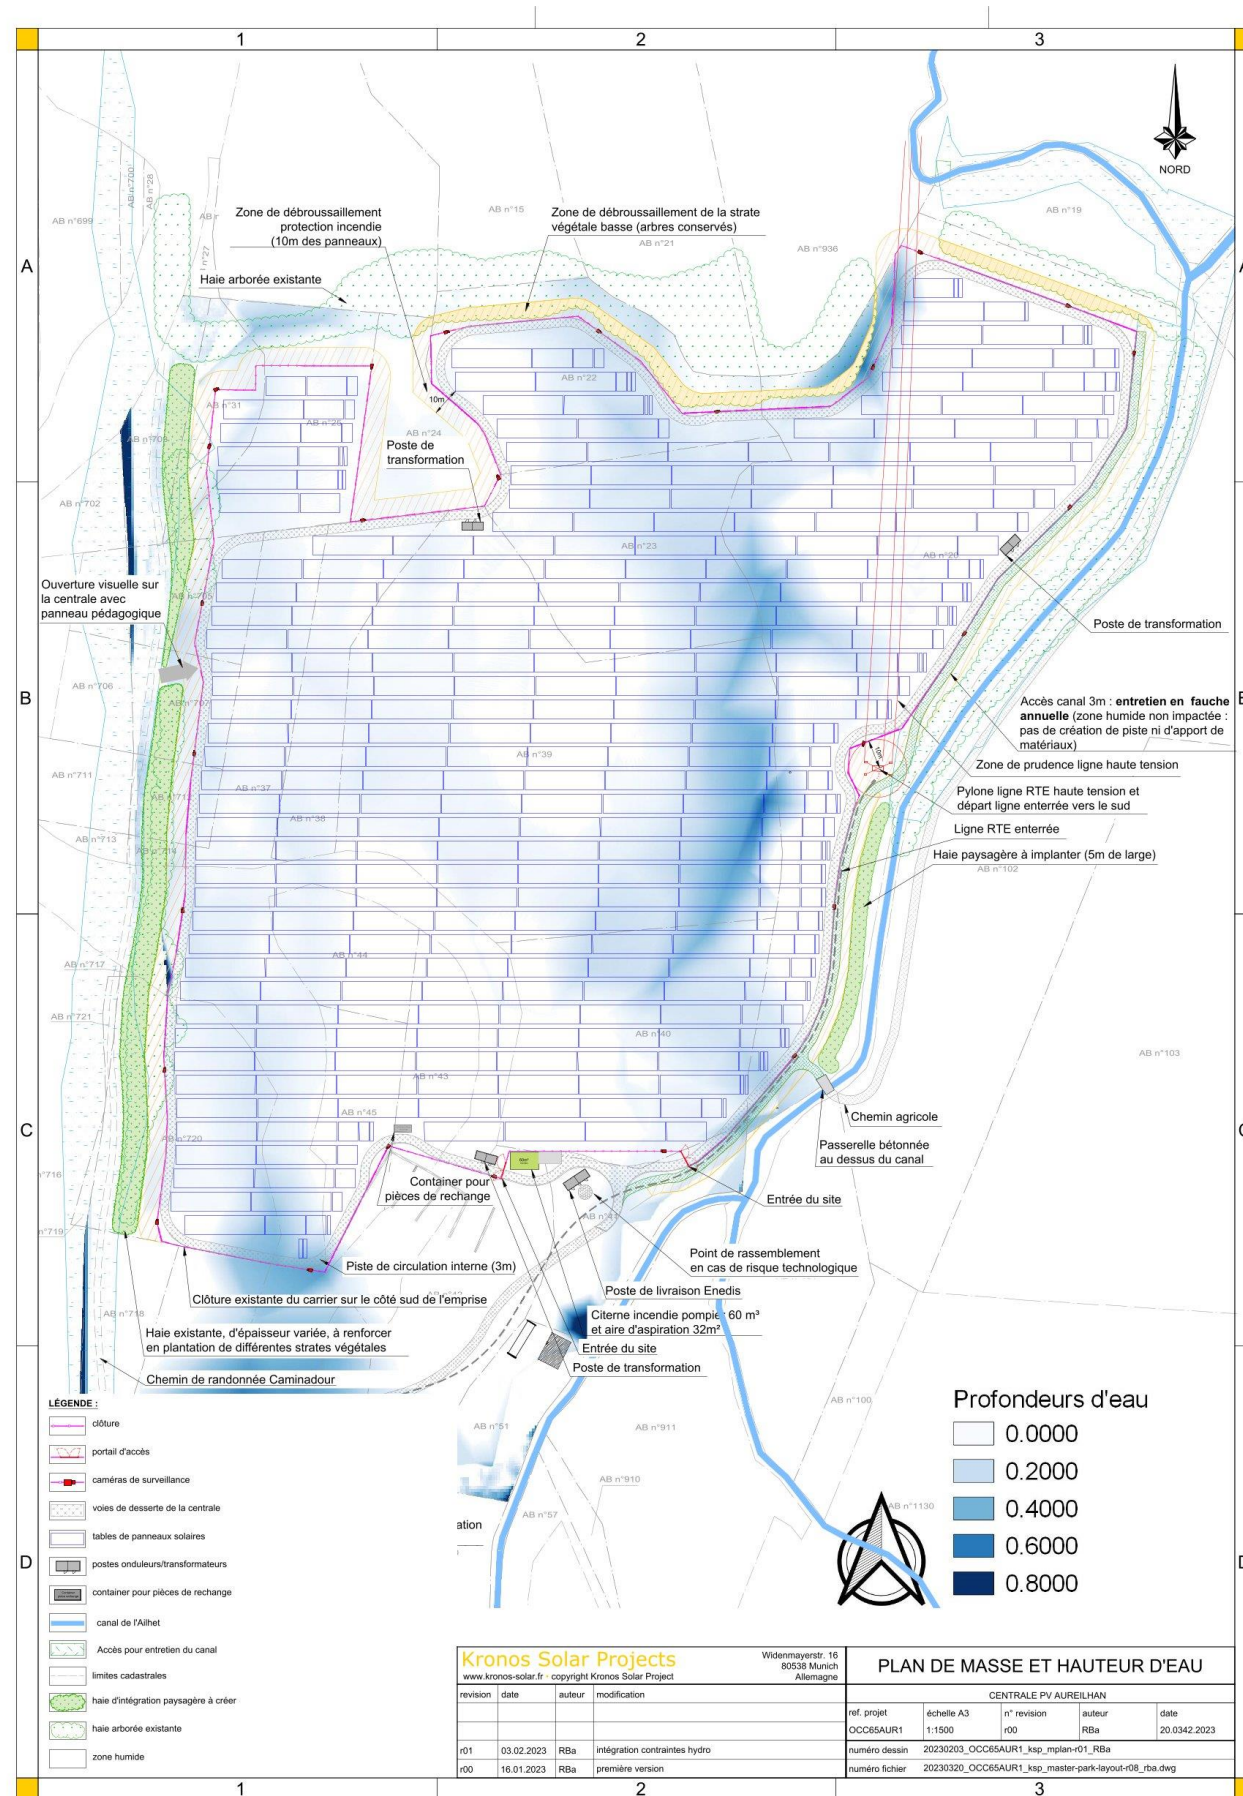 1
2
3
A
NORD
AB n°699
AB n°700
AB n°28
AB n°27
AB n°15
AB n°21
AB n°936
AB n°19
Zone de débroussaillement
protection incendie
(10m des panneaux)
Zone de débroussaillement de la strate
végétale basse (arbres conservés)
Haie arborée existante
AB n°31
AB n°22
AB n°24
10m
Poste de
transformation
AB n°702
AB n°23
AB n°20
Ouverture visuelle sur
la centrale avec
panneau pédagogique
Poste de transformation
B
AB n°706
AB n°707
Accès canal 3m : entretien en fauche
annuelle (zone humide non impactée :
pas de création de piste ni d'apport de
matériaux)
AB n°39
10m
Zone de prudence ligne haute tension
AB n°711
AB n°37
Pylone ligne RTE haute tension et
départ ligne enterrée vers le sud
AB n°38
Ligne RTE enterrée
AB n°713
AB n°714
Haie paysagère à implanter (5m de large)
AB n°102
AB n°717
AB n°44
AB n°721
AB n°40
AB n°103
AB n°43
AB n°45
Chemin agricole
C
AB n°720
Passerelle bétonnée
au dessus du canal
n°716
Container pour
pièces de rechange
Entrée du site
n°719
AB n°41
Point de rassemblement
en cas de risque technologique
Piste de circulation interne (3m)
Poste de livraison Enedis
Clôture existante du carrier sur le côté sud de l'emprise
AB n°718
Citerne incendie pompier 60 m³
et aire d'aspiration 32m²
Haie existante, d'épaisseur variée, à renforcer
en plantation de différentes strates végétales
Entrée du site
Poste de transformation
Chemin de randonnée Caminadour
AB n°100
AB n°51
AB n°911
AB n°910
AB n°57
AB n°1130
ation
LÉGENDE :
clôture
portail d'accès
caméras de surveillance
voies de desserte de la centrale
tables de panneaux solaires
postes onduleurs/transformateurs
container pour pièces de rechange
canal de l'Ailhet
Accès pour entretien du canal
limites cadastrales
haie d'intégration paysagère à créer
haie arborée existante
zone humide
D
Profondeurs d'eau
0.0000
0.2000
0.4000
0.6000
0.8000
Kronos Solar Projects
www.kronos-solar.fr - copyright Kronos Solar Project
Widenmayerstr. 16
80538 Munich
Allemagne
revision date auteur modification
r01 03.02.2023 RBa intégration contraintes hydro
r00 16.01.2023 RBa première version
PLAN DE MASSE ET HAUTEUR D'EAU
CENTRALE PV AUREILHAN
ref. projet échelle A3 n° revision auteur date
OCC65AUR1 1:1500 r00 RBa 20.0342.2023
numéro dessin 20230203_OCC65AUR1_ksp_mplan-r01_RBa
numéro fichier 20230320_OCC65AUR1_ksp_master-park-layout-r08_rba.dwg
1
2
3